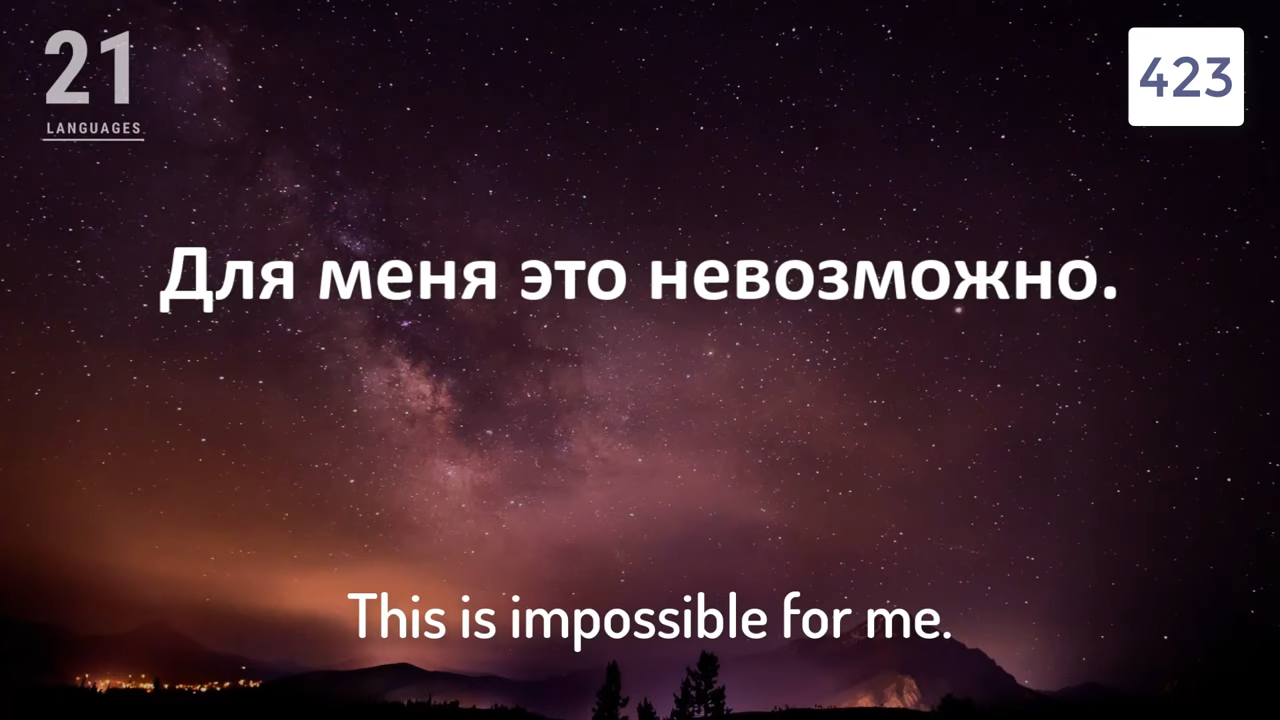 21
LANGUAGES
423
Для меня это невозможно.
This is impossible for me.